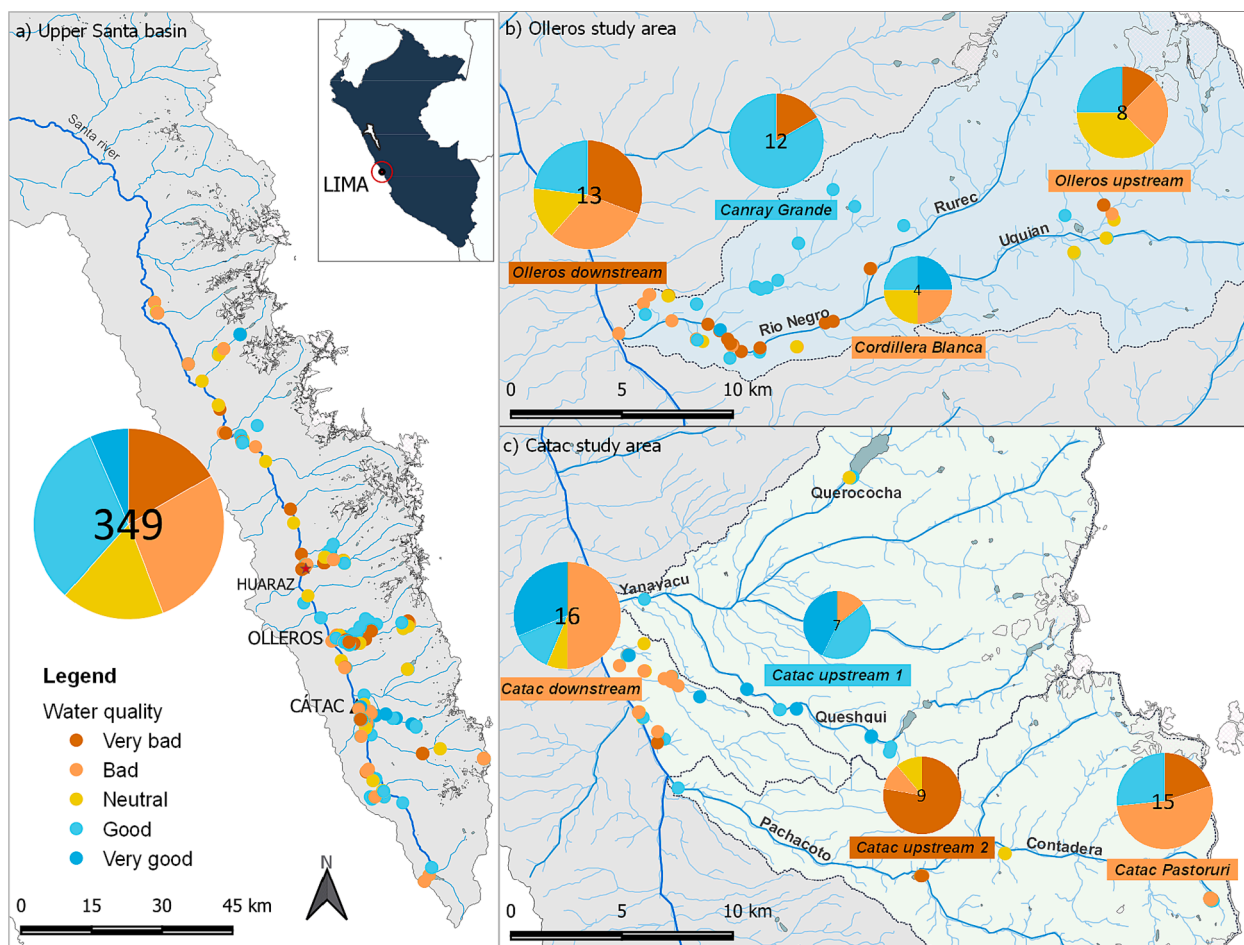 a) Upper Santa basin
Santa river
LIMA
349
HUARAZ
OLLEROS
CÁTAC
Legend
Water quality
Very bad
Bad
Neutral
Good
Very good
N
0 15 30 45 km
b) Olleros study area
13
Olleros downstream
12
Canray Grande
8
Olleros upstream
Rurec
Uquian
4
Cordillera Blanca
Rio Negro
0 5 10 km
c) Catac study area
Querococha
Yanayacu
16
Catac downstream
7
Catac upstream 1
Queshqui
9
Catac upstream 2
15
Catac Pastoruri
Pachacoto
Contadera
0 5 10 km